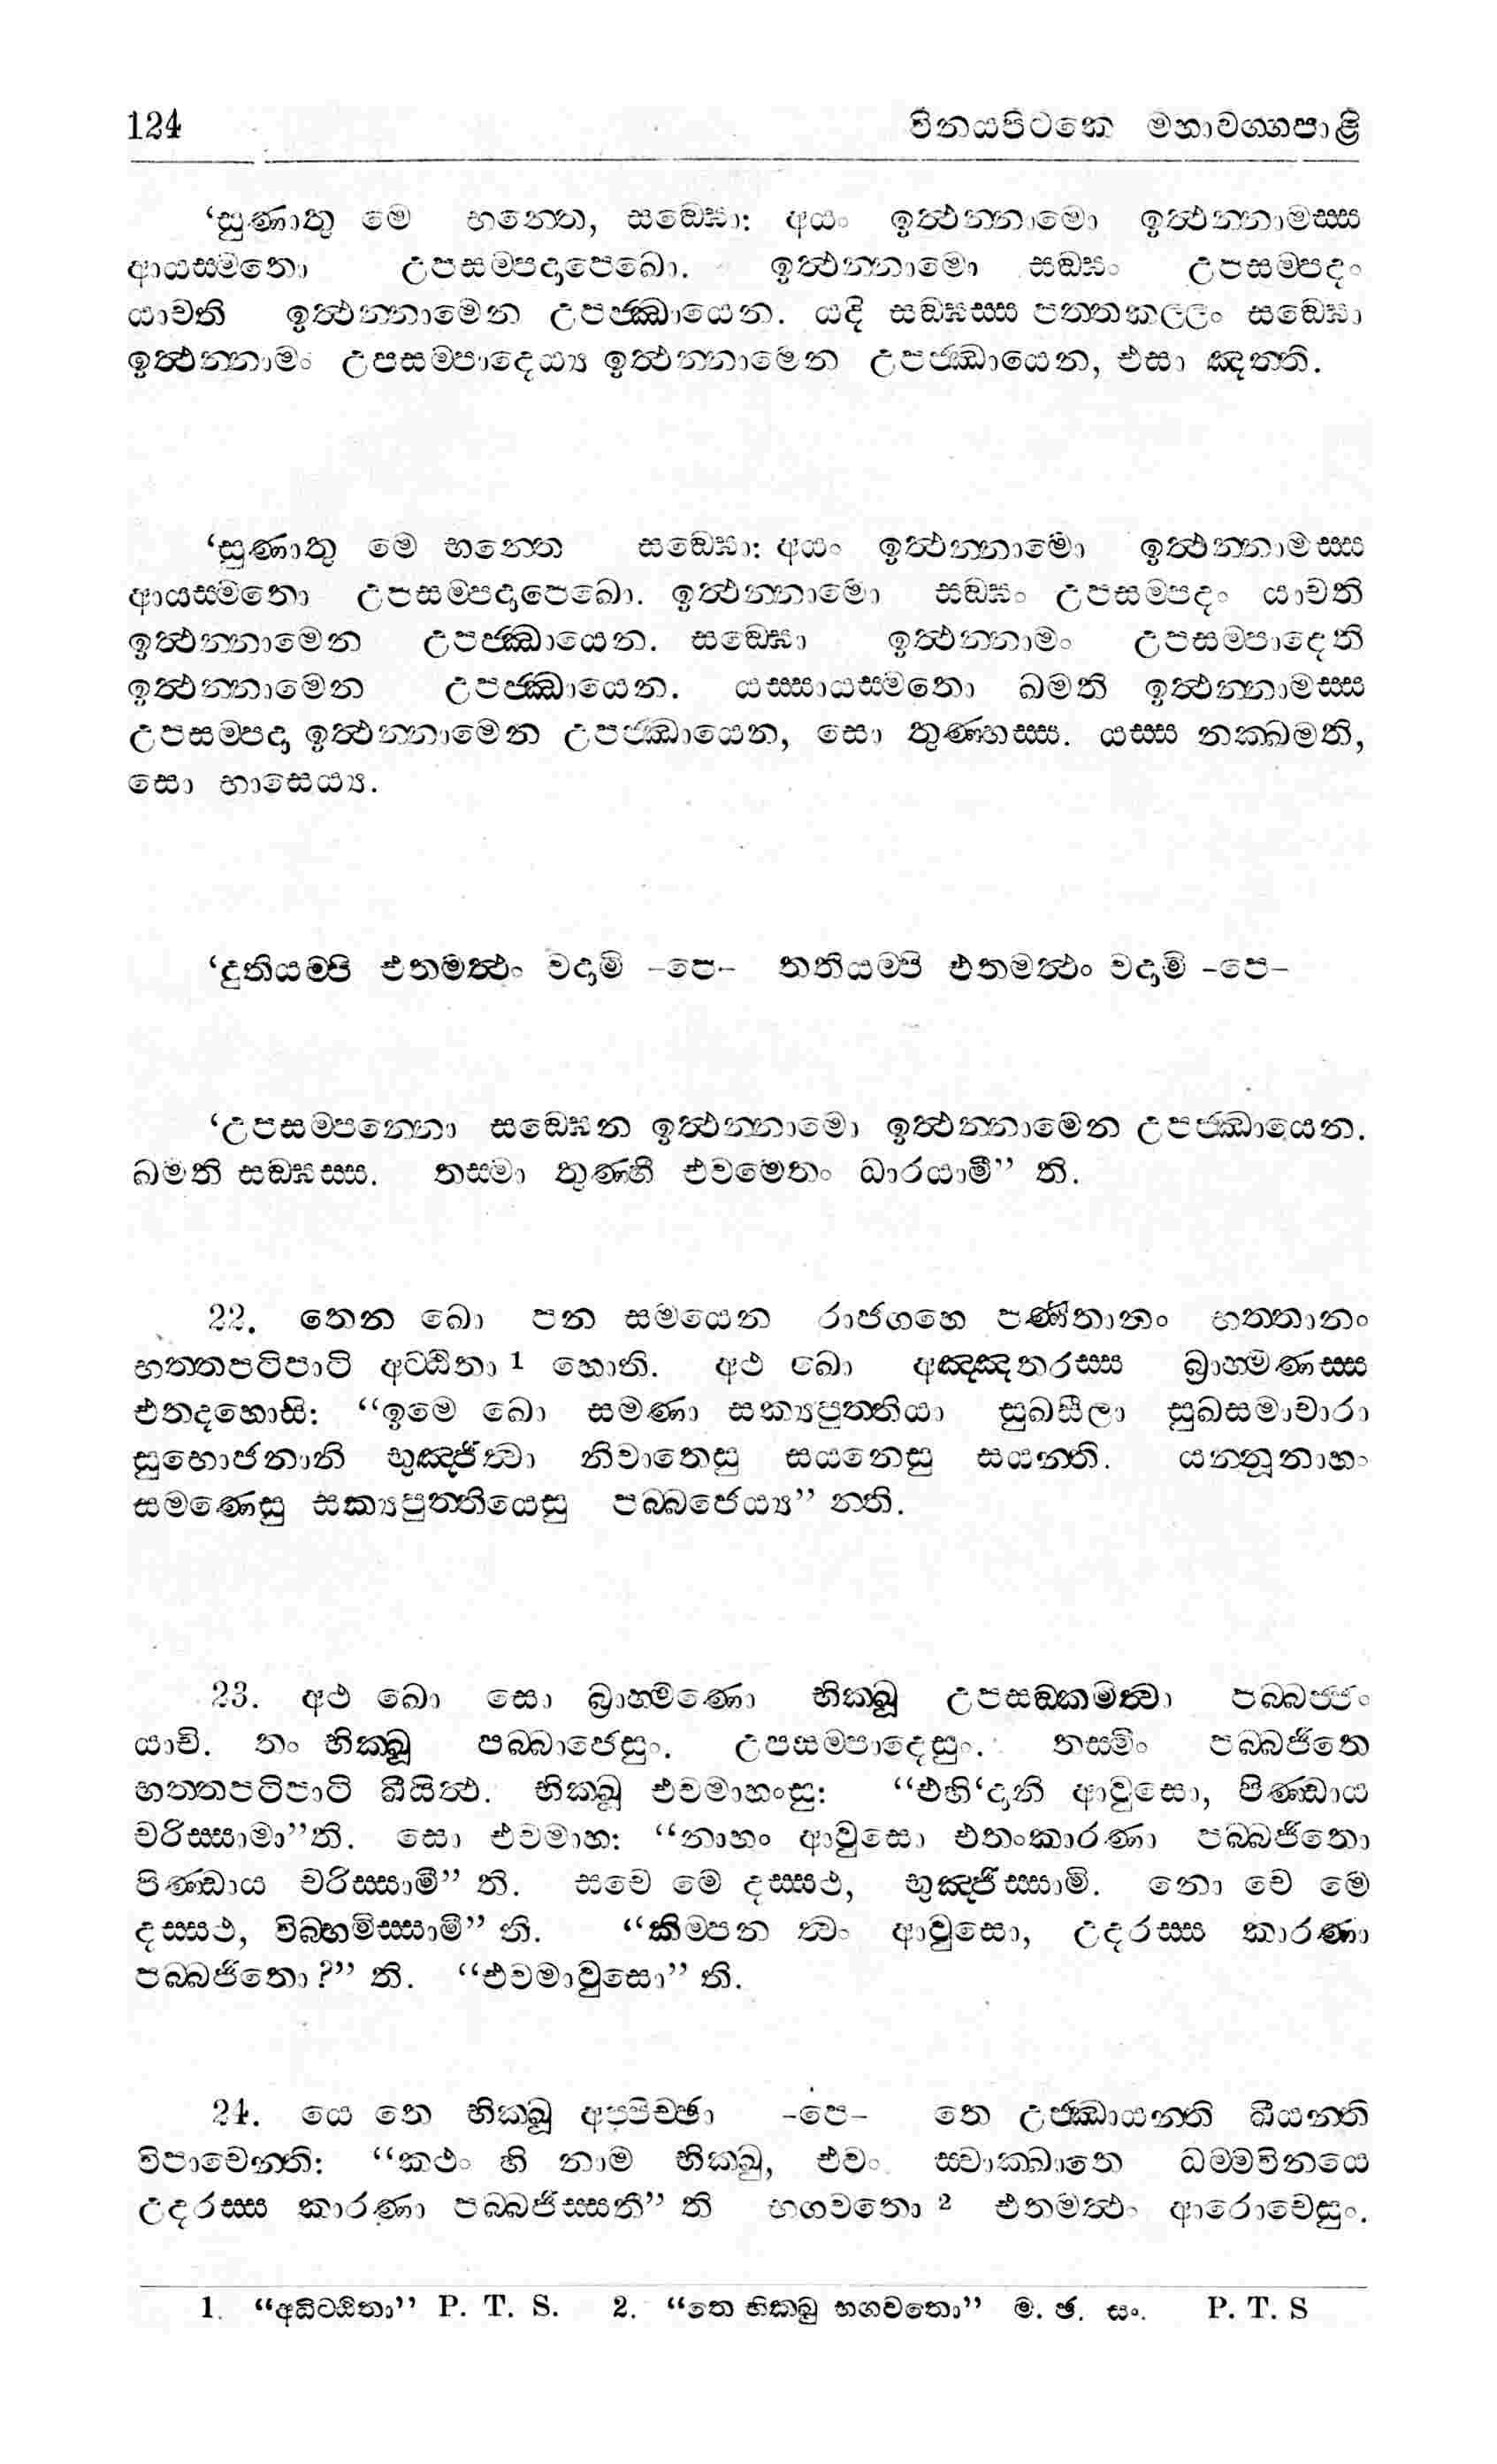 124 විනයපිටකෙ මහාවග්ගපාළි
‘සුණාතු මෙ භන්තෙ, සඞ්ඝො: අයං ඉත්ථන්නාමො ඉත්ථන්නාමස්ස
ආයස්මතො උපසම්පදාපෙඛො. ඉත්ථන්නාමො සඞ්ඝං උපසම්පදං
යාචති ඉත්ථන්නාමෙන උපජ්ඣායෙන. යදි සඞ්ඝස්ස පත්තකල්ලං සඞ්ඝො
ඉත්ථන්නාමං උපසම්පාදෙය්‍ය ඉත්ථන්නාමෙන උපජ්ඣායෙන, එසා ඤත්ති.
‘සුණාතු මෙ භන්තෙ සඞ්ඝො: අයං ඉත්ථන්නාමො ඉත්ථන්නාමස්ස
ආයස්මතො උපසම්පදාපෙඛො. ඉත්ථන්නාමො සඞ්ඝං උපසම්පදං යාචති
ඉත්ථන්නාමෙන උපජ්ඣායෙන. සඞ්ඝො ඉත්ථන්නාමං උපසම්පාදෙති
ඉත්ථන්නාමෙන උපජ්ඣායෙන. යස්සායස්මතො ඛමති ඉත්ථන්නාමස්ස
උපසම්පදා ඉත්ථන්නාමෙන උපජ්ඣායෙන, සො තුණ්හස්ස. යස්ස නක්ඛමති,
සො භාසෙය්‍ය.
‘දුතියම්පි එතමත්ථං වදාමි -පෙ- තතියම්පි එතමත්ථං වදාමි -පෙ-
‘උපසම්පන්නො සඞ්ඝෙන ඉත්ථන්නාමො ඉත්ථන්නාමෙන උපජ්ඣායෙන.
ඛමති සඞ්ඝස්ස. තස්මා තුණ්හී එවමෙතං ධාරයාමී” ති.
22. තෙන ඛො පන සමයෙන රාජගහෙ පණීතානං භත්තානං
භත්තපටිපාටි අට්ඨිතා 1 හොති. අථ ඛො අඤ්ඤතරස්ස බ්‍රාහ්මණස්ස
එතදහොසි: “ඉමෙ ඛො සමණා සක්‍යපුත්තියා සුඛසීලා සුඛසමාචාරා
සුභොජනානි භුඤ්ජිත්වා නිවාතෙසු සයනෙසු සයන්ති. යන්නූනාහං
සමණෙසු සක්‍යපුත්තියෙසු පබ්බජෙය්‍ය” න්ති.
23. අථ ඛො සො බ්‍රාහ්මණො භික්ඛූ උපසඞ්කමිත්වා පබ්බජ්ජං
යාචි. තං භික්ඛූ පබ්බාජෙසුං. උපසම්පාදෙසුං. තස්මිං පබ්බජිතෙ
භත්තපටිපාටි ඛීයිත්ථ. භික්ඛූ එවමාහංසු: “එහි‘දානි ආවුසො, පිණ්ඩාය
චරිස්සාමා”ති. සො එවමාහ: “නාහං ආවුසො එතංකාරණා පබ්බජිතො
පිණ්ඩාය චරිස්සාමී” ති. සචෙ මෙ දස්සථ, භුඤ්ජිස්සාමි. නො චෙ මෙ
දස්සථ, විබ්භමිස්සාමී” ති. “කිම්පන ත්වං ආවුසො, උදරස්ස කාරණා
පබ්බජිතො?” ති. “එවමාවුසො” ති.
24. යෙ තෙ භික්ඛූ අප්පිච්ඡා -පෙ- තෙ උජ්ඣායන්ති ඛීයන්ති
විපාචෙන්ති: “කථං හි නාම භික්ඛු, එවං ස්වාක්ඛාතෙ ධම්මවිනයෙ
උදරස්ස කාරණා පබ්බජිස්සතී” ති භගවතො 2 එතමත්ථං ආරොචෙසුං.
1. “අධිට්ඨිතා” P. T. S. 2. “තෙ භික්ඛු භගවතො” ම. ඡ. සං. P. T. S